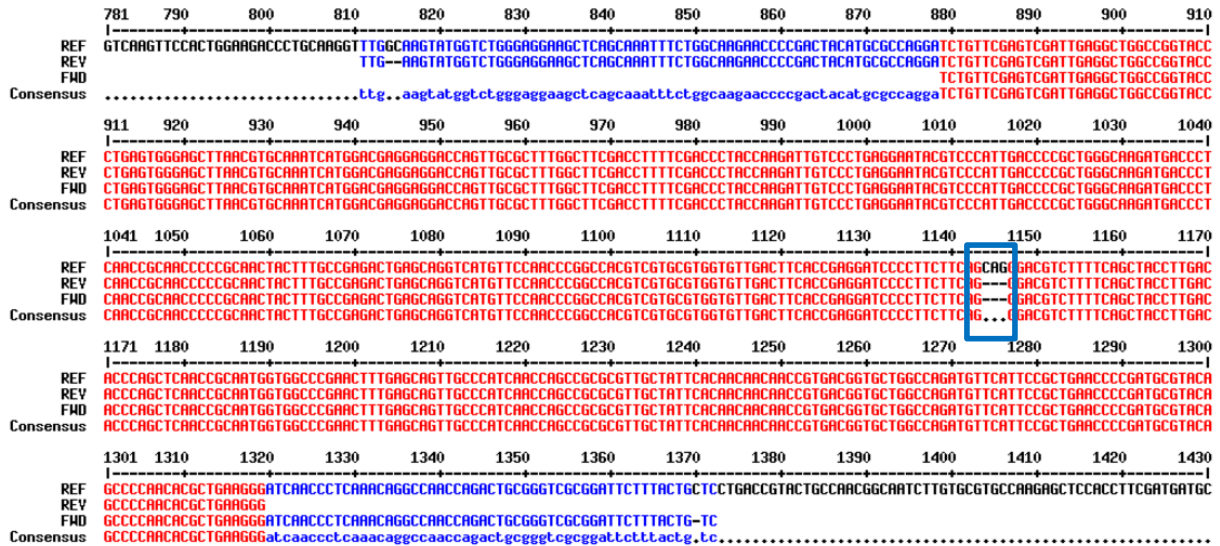 781 790 800 810 820 830 840 850 860 870 880 890 900 910
|--------+---------+---------+---------+---------+---------+---------+---------+---------+---------+---------+---------+---------|
REF GTCAAGTTCCACTGGAAGACCCTGCAAGGTTTGGCAAGTATGGTCTGGGAGGAAGCTCAGCAAATTTCTGGCAAGAACCCCGACTACATGCGCCAGGATCTGTTCGAGTCGATTGAGGCTGGCCGGTACC
REV TTG--AAGTATGGTCTGGGAGGAAGCTCAGCAAATTTCTGGCAAGAACCCCGACTACATGCGCCAGGATCTGTTCGAGTCGATTGAGGCTGGCCGGTACC
FWD TCTGTTCGAGTCGATTGAGGCTGGCCGGTACC
Consensus ..............................ttg..aagtatggtctgggaggaagctcagcaaatttctggcaagaaccccgactacatgcgccaggaTCTGTTCGAGTCGATTGAGGCTGGCCGGTACC
911 920 930 940 950 960 970 980 990 1000 1010 1020 1030 1040
|--------+---------+---------+---------+---------+---------+---------+---------+---------+---------+---------+---------+---------|
REF CTGAGTGGGAGCTTAACGTGCAAATCATGGACGAGGAGGACCAGTTGCGCTTTGGCTTCGACCTTTTCGACCCTACCAAGATTGTCCCTGAGGAATACGTCCCATTGACCCCGCTGGGCAAGATGACCCT
REV CTGAGTGGGAGCTTAACGTGCAAATCATGGACGAGGAGGACCAGTTGCGCTTTGGCTTCGACCTTTTCGACCCTACCAAGATTGTCCCTGAGGAATACGTCCCATTGACCCCGCTGGGCAAGATGACCCT
FWD CTGAGTGGGAGCTTAACGTGCAAATCATGGACGAGGAGGACCAGTTGCGCTTTGGCTTCGACCTTTTCGACCCTACCAAGATTGTCCCTGAGGAATACGTCCCATTGACCCCGCTGGGCAAGATGACCCT
Consensus CTGAGTGGGAGCTTAACGTGCAAATCATGGACGAGGAGGACCAGTTGCGCTTTGGCTTCGACCTTTTCGACCCTACCAAGATTGTCCCTGAGGAATACGTCCCATTGACCCCGCTGGGCAAGATGACCCT
1041 1050 1060 1070 1080 1090 1100 1110 1120 1130 1140 1150 1160 1170
|--------+---------+---------+---------+---------+---------+---------+---------+---------+---------+---------+---------+---------|
REF CAACCGCAACCCCCGCAACTACTTTGCCGAGACTGAGCAGGTCATGTTCCAACCCGGCCACGTCGTGCGTGGTGTTGACTTCACCGAGGATCCCCTTCTTCAGCAGCGACGTCTTTTCAGCTACCTTGAC
REV CAACCGCAACCCCCGCAACTACTTTGCCGAGACTGAGCAGGTCATGTTCCAACCCGGCCACGTCGTGCGTGGTGTTGACTTCACCGAGGATCCCCTTCTTCAG---CGACGTCTTTTCAGCTACCTTGAC
FWD CAACCGCAACCCCCGCAACTACTTTGCCGAGACTGAGCAGGTCATGTTCCAACCCGGCCACGTCGTGCGTGGTGTTGACTTCACCGAGGATCCCCTTCTTCAG---CGACGTCTTTTCAGCTACCTTGAC
Consensus CAACCGCAACCCCCGCAACTACTTTGCCGAGACTGAGCAGGTCATGTTCCAACCCGGCCACGTCGTGCGTGGTGTTGACTTCACCGAGGATCCCCTTCTTCAG...CGACGTCTTTTCAGCTACCTTGAC
1171 1180 1190 1200 1210 1220 1230 1240 1250 1260 1270 1280 1290 1300
|--------+---------+---------+---------+---------+---------+---------+---------+---------+---------+---------+---------+---------|
REF ACCCAGCTCAACCGCAATGGTGGCCCGAACTTTGAGCAGTTGCCCATCAACCAGCCGCGCGTTGCTATTCACAACAACAACCGTGACGGTGCTGGCCAGATGTTCATTCCGCTGAACCCCGATGCGTACA
REV ACCCAGCTCAACCGCAATGGTGGCCCGAACTTTGAGCAGTTGCCCATCAACCAGCCGCGCGTTGCTATTCACAACAACAACCGTGACGGTGCTGGCCAGATGTTCATTCCGCTGAACCCCGATGCGTACA
FWD ACCCAGCTCAACCGCAATGGTGGCCCGAACTTTGAGCAGTTGCCCATCAACCAGCCGCGCGTTGCTATTCACAACAACAACCGTGACGGTGCTGGCCAGATGTTCATTCCGCTGAACCCCGATGCGTACA
Consensus ACCCAGCTCAACCGCAATGGTGGCCCGAACTTTGAGCAGTTGCCCATCAACCAGCCGCGCGTTGCTATTCACAACAACAACCGTGACGGTGCTGGCCAGATGTTCATTCCGCTGAACCCCGATGCGTACA
1301 1310 1320 1330 1340 1350 1360 1370 1380 1390 1400 1410 1420 1430
|--------+---------+---------+---------+---------+---------+---------+---------+---------+---------+---------+---------+---------|
REF GCCCCAACACGCTGAAGGGATCAACCCTCAAACAGGCCAACCAGACTGCGGGTCGCGGATTCTTTACTGCTCCTGACCGTACTGCCAACGGCAATCTTGTGCGTGCCAAGAGCTCCACCTTCGATGATGC
REV GCCCCAACACGCTGAAGGG
FWD GCCCCAACACGCTGAAGGGATCAACCCTCAAACAGGCCAACCAGACTGCGGGTCGCGGATTCTTTACTG-TC
Consensus GCCCCAACACGCTGAAGGGatcaaccctcaaacaggccaaccagactgcgggtcgcggattctttactg.tc..........................................................